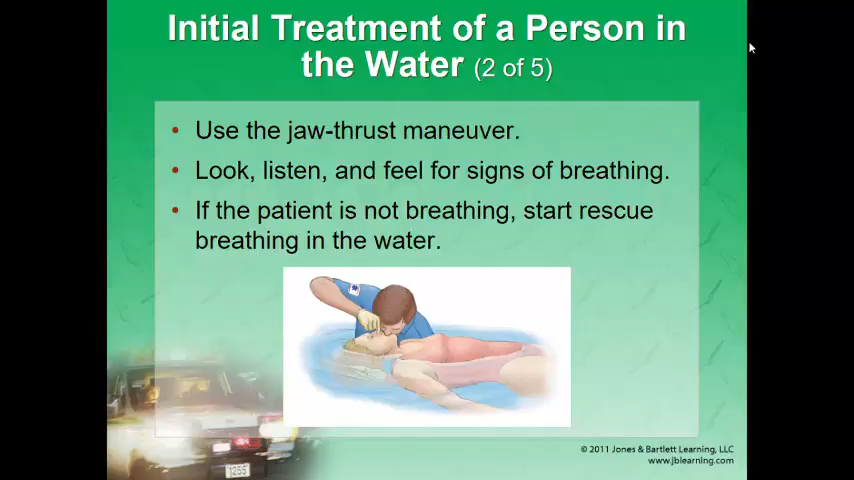 Initial Treatment of a Person in
the Water (2 of 5)
• Use the jaw-thrust maneuver.
• Look, listen, and feel for signs of breathing.
• If the patient is not breathing, start rescue
breathing in the water.
1255
© 2011 Jones & Bartlett Learning, LLC
www.jblearning.com